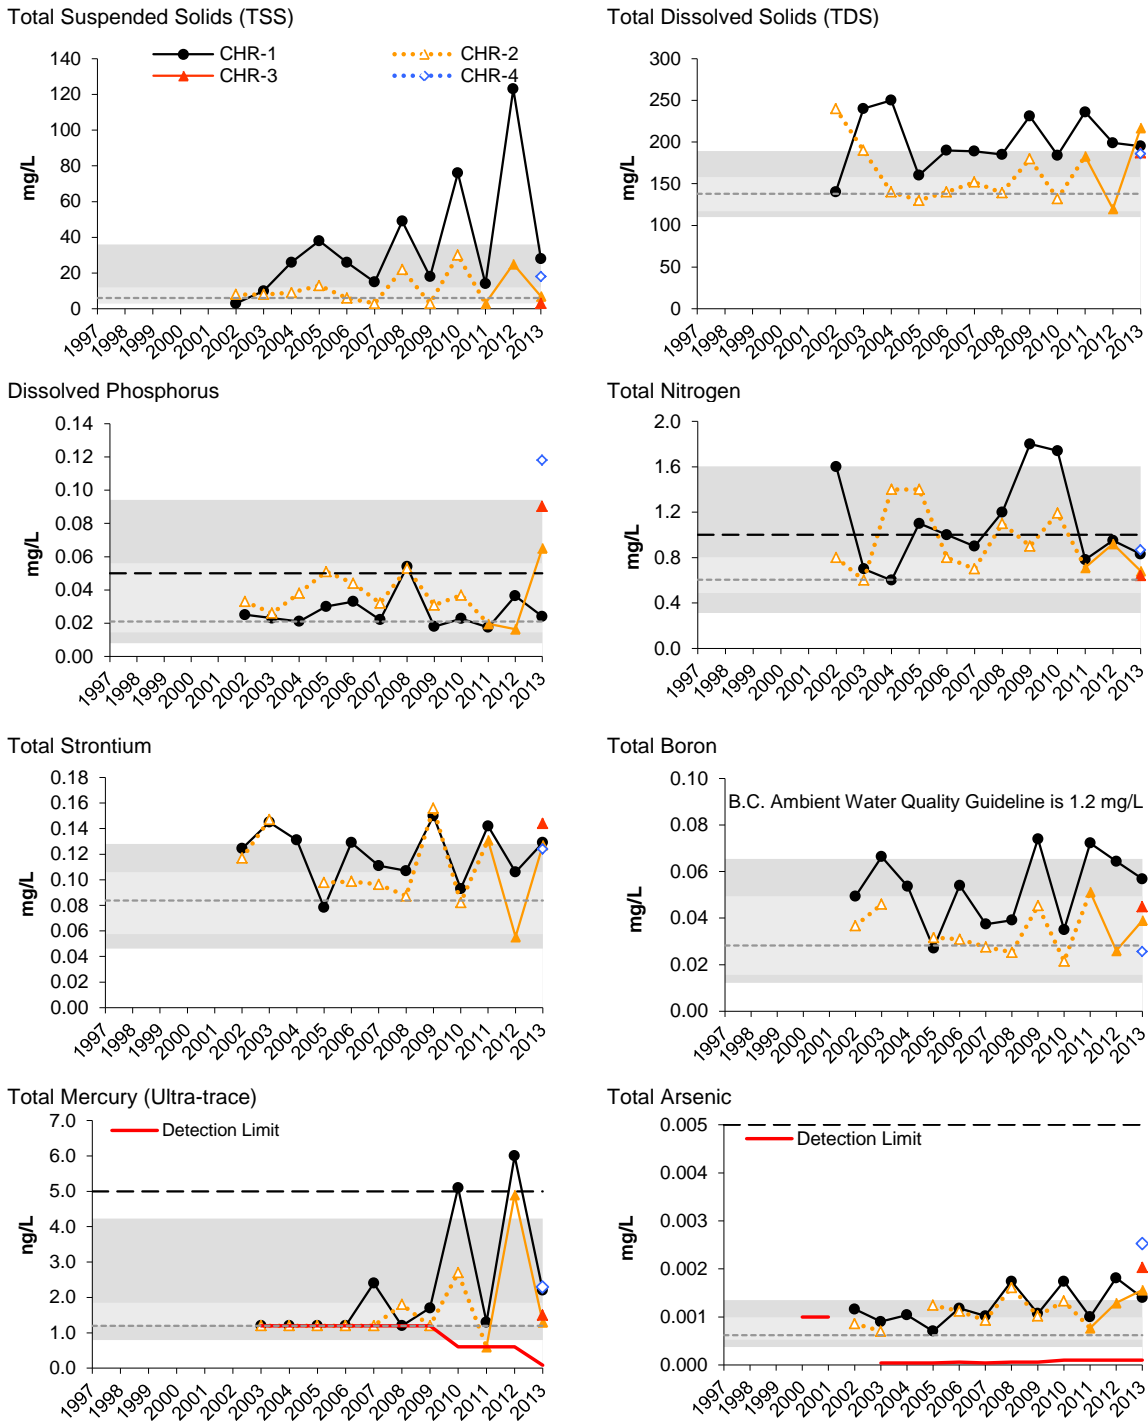 Total Suspended Solids (TSS)
140
120
100
80
60
40
20
0
mg/L
CHR-1
CHR-2
CHR-3
CHR-4
1997 1998 1999 2000 2001 2002 2003 2004 2005 2006 2007 2008 2009 2010 2011 2012 2013
Total Dissolved Solids (TDS)
300
250
200
150
100
50
0
mg/L
1997 1998 1999 2000 2001 2002 2003 2004 2005 2006 2007 2008 2009 2010 2011 2012 2013
Dissolved Phosphorus
0.14
0.12
0.10
0.08
0.06
0.04
0.02
0.00
mg/L
1997 1998 1999 2000 2001 2002 2003 2004 2005 2006 2007 2008 2009 2010 2011 2012 2013
Total Nitrogen
2.0
1.6
1.2
0.8
0.4
0.0
mg/L
1997 1998 1999 2000 2001 2002 2003 2004 2005 2006 2007 2008 2009 2010 2011 2012 2013
Total Strontium
0.18
0.16
0.14
0.12
0.10
0.08
0.06
0.04
0.02
0.00
mg/L
1997 1998 1999 2000 2001 2002 2003 2004 2005 2006 2007 2008 2009 2010 2011 2012 2013
Total Boron
0.10
0.08
0.06
0.04
0.02
0.00
mg/L
B.C. Ambient Water Quality Guideline is 1.2 mg/L
1997 1998 1999 2000 2001 2002 2003 2004 2005 2006 2007 2008 2009 2010 2011 2012 2013
Total Mercury (Ultra-trace)
7.0
6.0
5.0
4.0
3.0
2.0
1.0
0.0
ng/L
Detection Limit
1997 1998 1999 2000 2001 2002 2003 2004 2005 2006 2007 2008 2009 2010 2011 2012 2013
Total Arsenic
0.005
0.004
0.003
0.002
0.001
0.000
mg/L
Detection Limit
1997 1998 1999 2000 2001 2002 2003 2004 2005 2006 2007 2008 2009 2010 2011 2012 2013